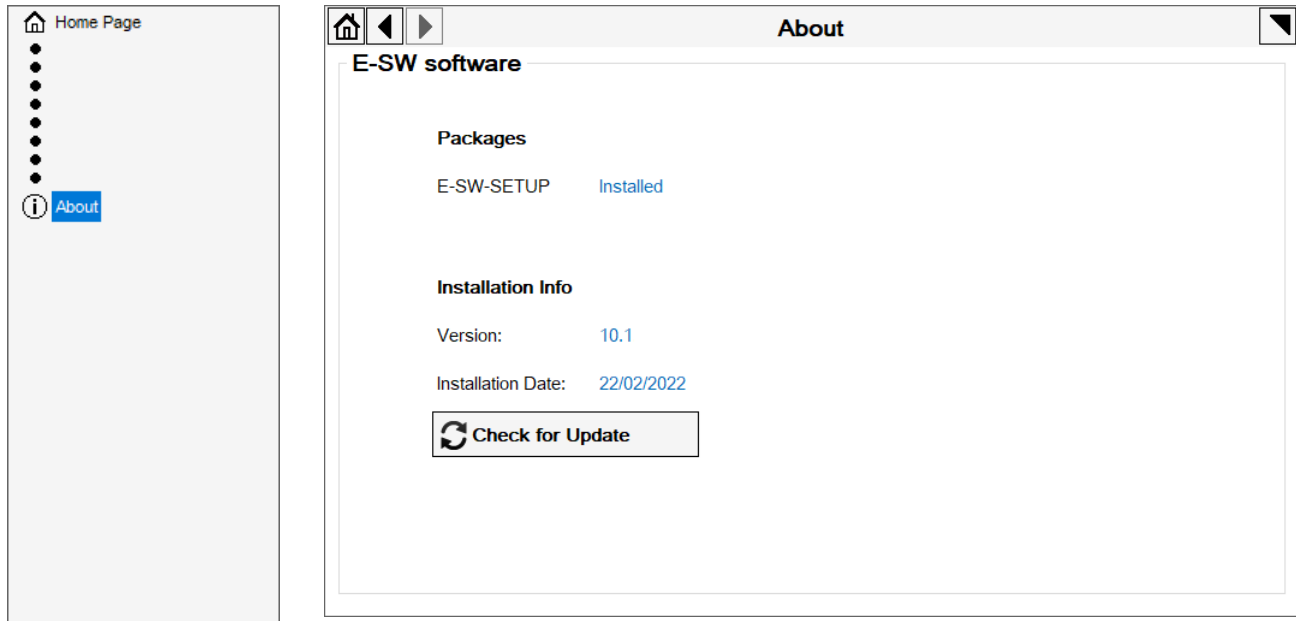 Home Page
About
About
E-SW software
Packages
E-SW-SETUP Installed
Installation Info
Version: 10.1
Installation Date: 22/02/2022
Check for Update